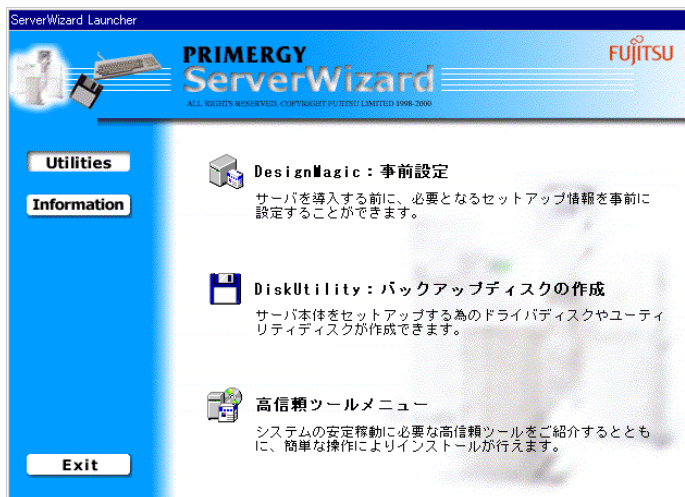 ServerWizard Launcher
PRIMERGY
FUJITSU
ServerWizard
ALL RIGHTS RESERVED, COPYRIGHT FUJITSU LIMITED 1998-2000
Utilities
Information
DesignMagic：事前設定
サーバを導入する前に、必要となるセットアップ情報を事前に
設定することができます。
DiskUtility：バックアップディスクの作成
サーバ本体をセットアップする為のドライバディスクやユーティ
リティディスクが作成できます。
高信頼ツールメニュー
システムの安定稼動に必要な高信頼ツールをご紹介するととも
に、簡単な操作によりインストールが行えます。
Exit